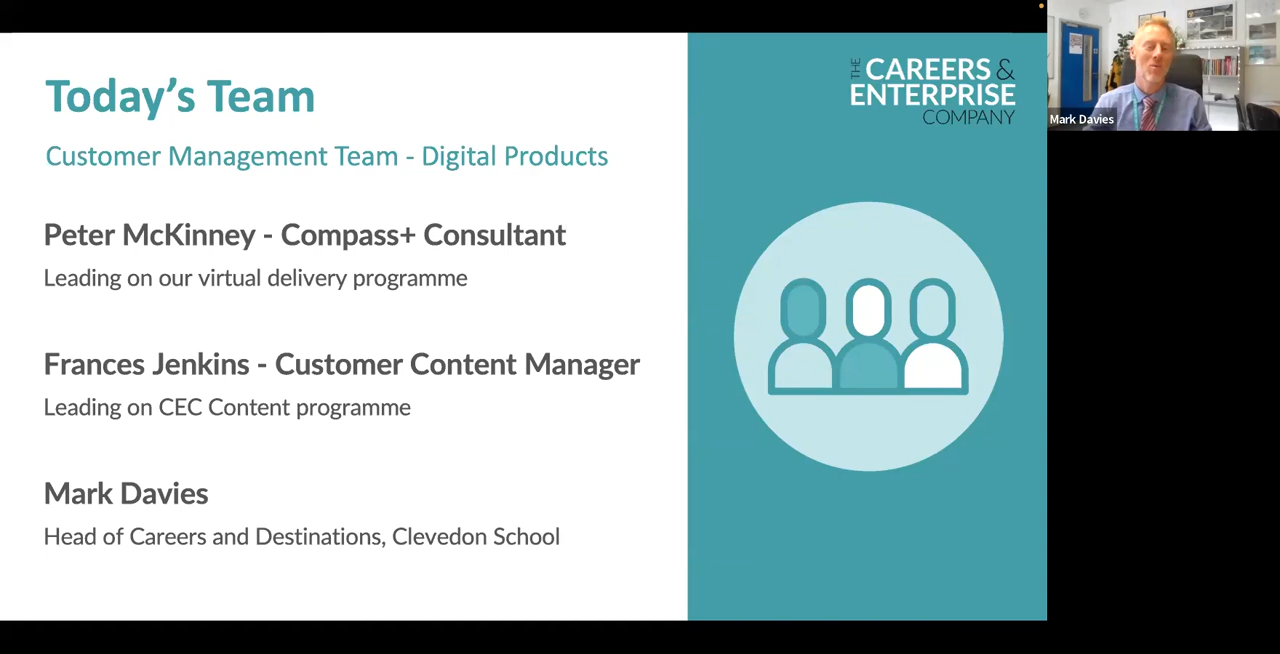 Today’s Team
Customer Management Team - Digital Products
Peter McKinney - Compass+ Consultant
Leading on our virtual delivery programme
Frances Jenkins - Customer Content Manager
Leading on CEC Content programme
Mark Davies
Head of Careers and Destinations, Clevedon School
THE CAREERS &
ENTERPRISE
COMPANY
Mark Davies